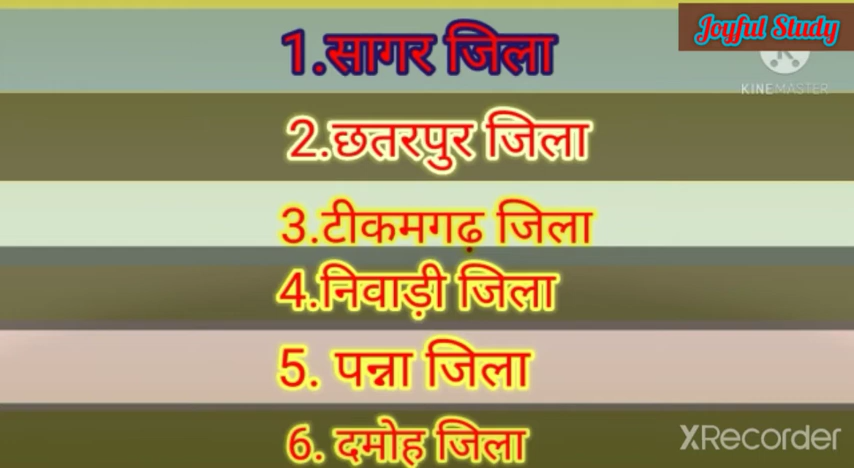 Joyful Study
1.सागर जिला
KINEMASTER
2.छतरपुर जिला
3.टीकमगढ़ जिला
4.निवाड़ी जिला
5. पन्ना जिला
6. दमोह जिला
XRecorder